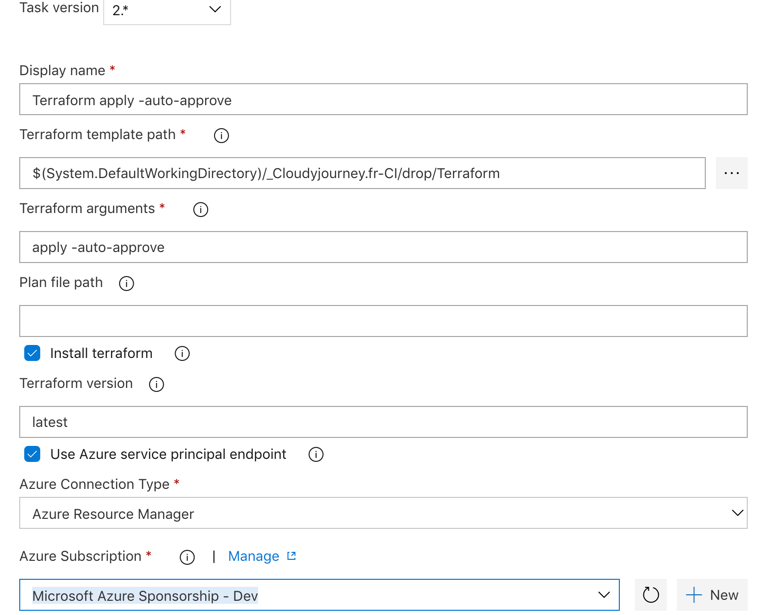 Task version 2.*
Display name *
Terraform apply -auto-approve
Terraform template path *
$(System.DefaultWorkingDirectory)/_Cloudyjourney.fr-CI/drop/Terraform ...
Terraform arguments *
apply -auto-approve
Plan file path
Install terraform
Terraform version
latest
Use Azure service principal endpoint
Azure Connection Type *
Azure Resource Manager
Azure Subscription * | Manage
Microsoft Azure Sponsorship - Dev + New